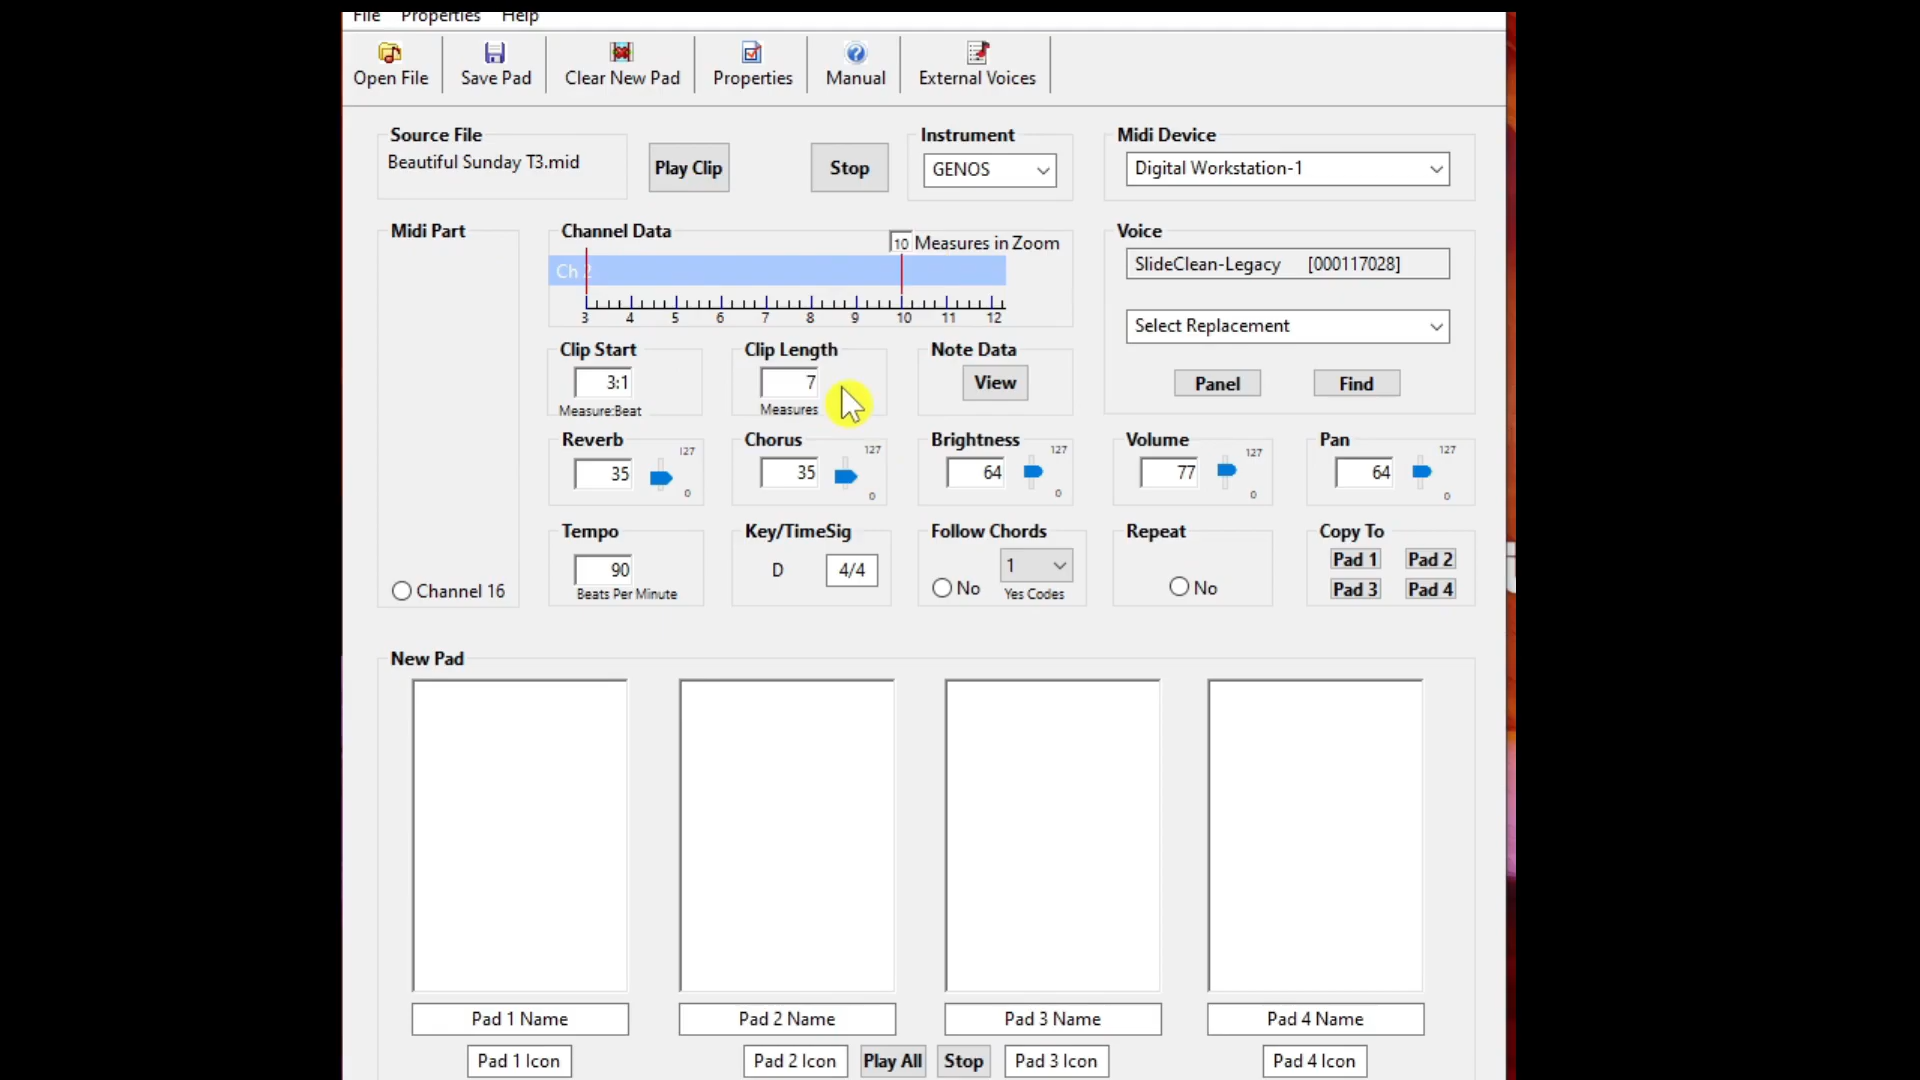 File Properties Help
Open File Save Pad Clear New Pad Properties Manual External Voices
Source File
Beautiful Sunday T3.mid
Play Clip
Stop
Instrument
GENOS
Midi Device
Digital Workstation-1
Midi Part
Channel 16
Channel Data
10 Measures in Zoom
Ch 2
3 4 5 6 7 8 9 10 11 12
Voice
SlideClean-Legacy [000117028]
Select Replacement
Panel Find
Clip Start
3:1
Measure:Beat
Clip Length
7
Measures
Note Data
View
Reverb
35
127
0
Chorus
35
127
0
Brightness
64
127
0
Volume
77
127
0
Pan
64
127
0
Tempo
90
Beats Per Minute
Key/TimeSig
D 4/4
Follow Chords
1
No
Yes Codes
Repeat
No
Copy To
Pad 1 Pad 2
Pad 3 Pad 4
New Pad
Pad 1 Name Pad 2 Name Pad 3 Name Pad 4 Name
Pad 1 Icon Pad 2 Icon Play All Stop Pad 3 Icon Pad 4 Icon